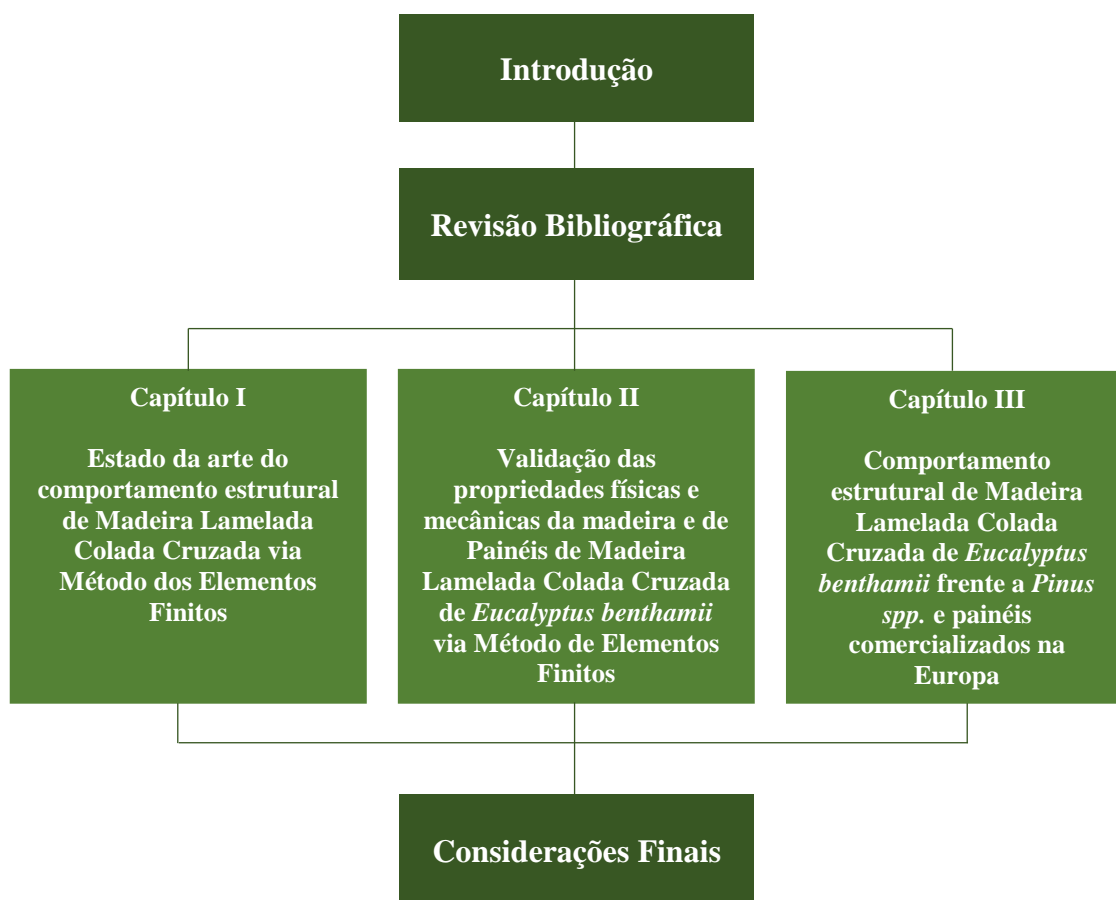 Introdução
Revisão Bibliográfica
Capítulo I
Estado da arte do
comportamento estrutural
de Madeira Lamelada
Colada Cruzada via
Método dos Elementos
Finitos
Capítulo II
Validação das
propriedades físicas e
mecânicas da madeira e de
Painéis de Madeira
Lamelada Colada Cruzada
de Eucalyptus benthamii
via Método de Elementos
Finitos
Capítulo III
Comportamento
estrutural de Madeira
Lamelada Colada
Cruzada de Eucalyptus
benthamii frente a Pinus
spp. e painéis
comercializados na
Europa
Considerações Finais